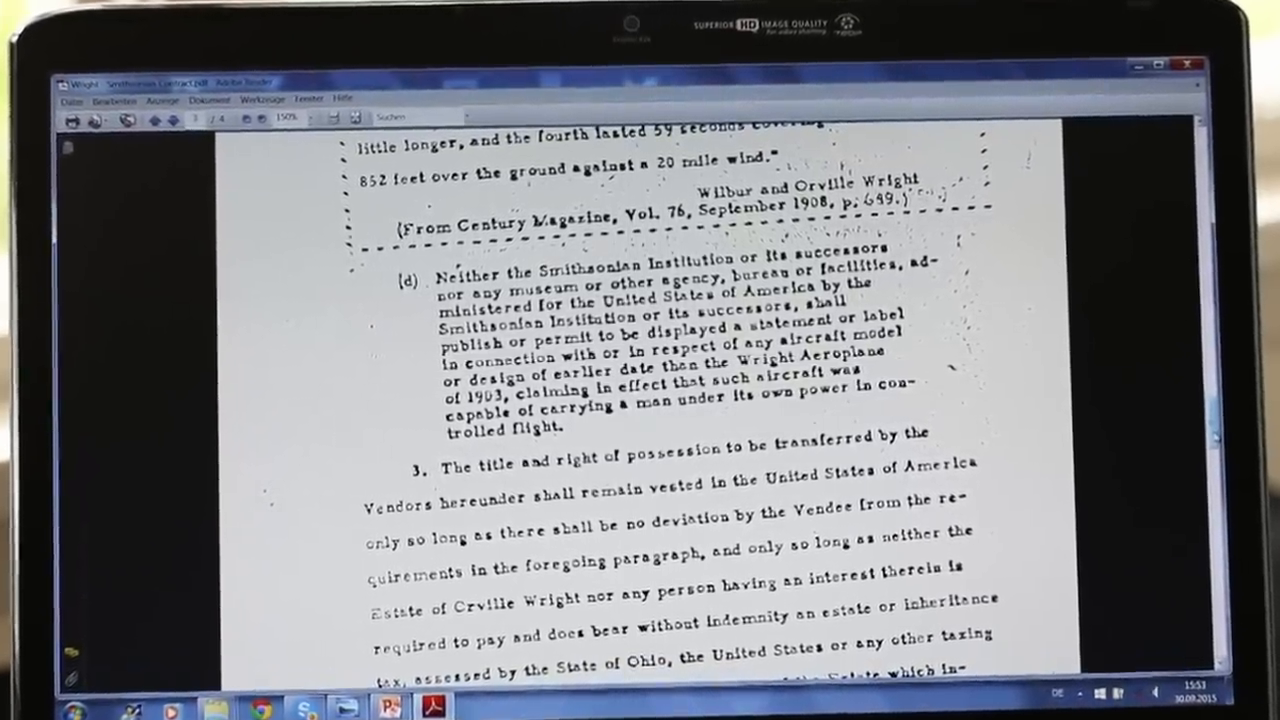 SUPERIOR HD IMAGE QUALITY
for video chatting
Wright Smithsonian Contract.pdf - Adobe Reader
Datei Bearbeiten Anzeige Dokument Werkzeuge Fenster Hilfe
3 / 4 150% Suchen
little longer, and the fourth lasted 59 seconds covering
852 feet over the ground against a 20 mile wind."
Wilbur and Orville Wright
(From Century Magazine, Vol. 76, September 1908, p. 649.)
(d) Neither the Smithsonian Institution or its successors
nor any museum or other agency, bureau or facilities, ad-
ministered for the United States of America by the
Smithsonian Institution or its successors, shall
publish or permit to be displayed a statement or label
in connection with or in respect of any aircraft model
or design of earlier date than the Wright Aeroplane
of 1903, claiming in effect that such aircraft was
capable of carrying a man under its own power in con-
trolled flight.
3. The title and right of possession to be transferred by the
Vendors hereunder shall remain vested in the United States of America
only so long as there shall be no deviation by the Vendee from the re-
quirements in the foregoing paragraph, and only so long as neither the
Estate of Orville Wright nor any person having an interest therein is
required to pay and does bear without indemnity an estate or inheritance
tax, assessed by the State of Ohio, the United States or any other taxing
Estate which in-
DE 15:53
30.09.2015